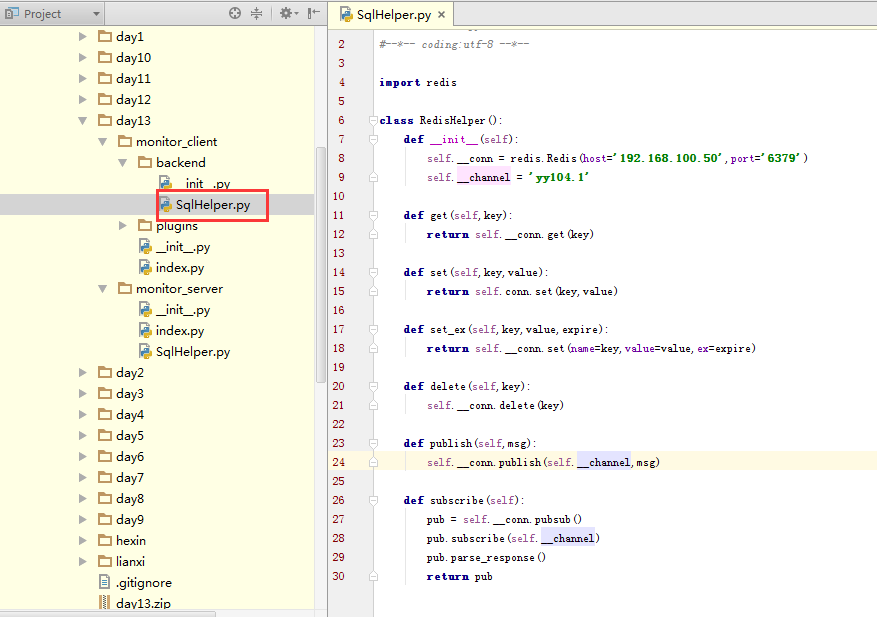 Project
day1
day10
day11
day12
day13
monitor_client
backend
__init__.py
SqlHelper.py
plugins
__init__.py
index.py
monitor_server
__init__.py
index.py
SqlHelper.py
day2
day3
day4
day5
day6
day7
day8
day9
hexin
lianxi
.gitignore
day13.zip
SqlHelper.py ×
2 #--*-- coding:utf-8 --*--
3
4 import redis
5
6 class RedisHelper():
7 def __init__(self):
8 self.__conn = redis.Redis(host='192.168.100.50',port='6379')
9 self.__channel = 'yy104.1'
10
11 def get(self,key):
12 return self.__conn.get(key)
13
14 def set(self,key,value):
15 return self.conn.set(key,value)
16
17 def set_ex(self,key,value,expire):
18 return self.__conn.set(name=key,value=value,ex=expire)
19
20 def delete(self,key):
21 self.__conn.delete(key)
22
23 def publish(self,msg):
24 self.__conn.publish(self.__channel,msg)
25
26 def subscribe(self):
27 pub = self.__conn.pubsub()
28 pub.subscribe(self.__channel)
29 pub.parse_response()
30 return pub